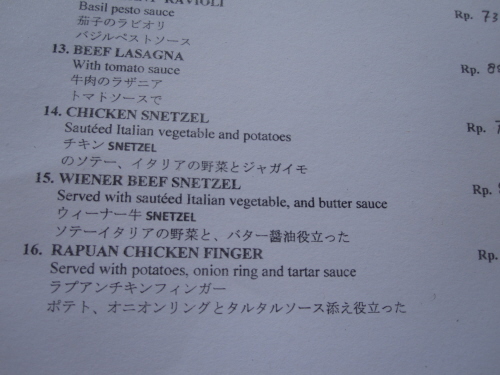 RAVIOLI
Basil pesto sauce
茄子のラビオリ
バジルペストソース
Rp. 73
13. BEEF LASAGNA
With tomato sauce
牛肉のラザニア
トマトソースで
Rp.
14. CHICKEN SNETZEL
Sautéed Italian vegetable and potatoes
チキン SNETZEL
のソテー、イタリアの野菜とジャガイモ
Rp.
15. WIENER BEEF SNETZEL
Served with sautéed Italian vegetable, and butter sauce
ウィーナー牛 SNETZEL
ソテーイタリアの野菜と、バター醤油役立った
Rp.
16. RAPUAN CHICKEN FINGER
Served with potatoes, onion ring and tartar sauce
ラプアンチキンフィンガー
ポテト、オニオンリングとタルタルソース添え役立った
Rp.